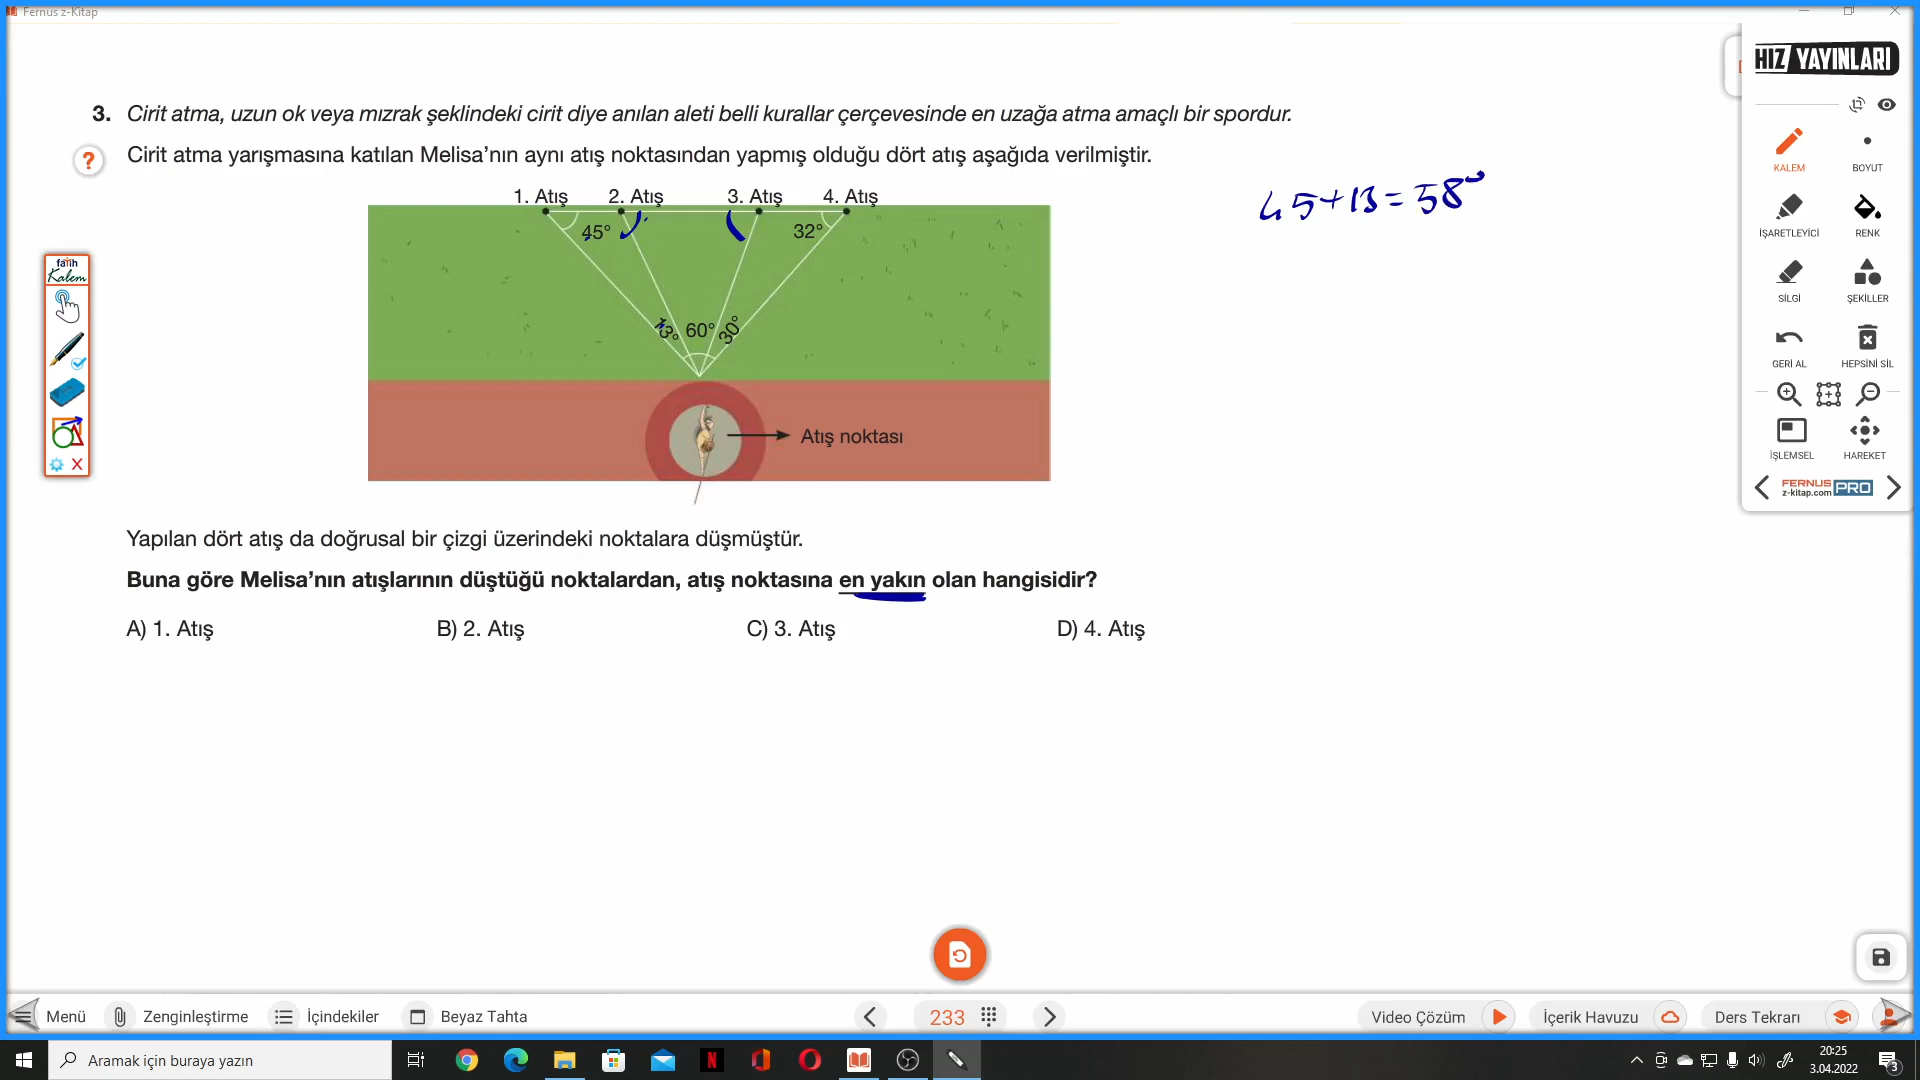 Fernus z-Kitap
HIZ YAYINLARI
3. Cirit atma, uzun ok veya mızrak şeklindeki cirit diye anılan aleti belli kurallar çerçevesinde en uzağa atma amaçlı bir spordur.
?
Cirit atma yarışmasına katılan Melisa’nın aynı atış noktasından yapmış olduğu dört atış aşağıda verilmiştir.
1. Atış 2. Atış 3. Atış 4. Atış
45° 32°
13° 60° 30°
Atış noktası
45+13=58°
Yapılan dört atış da doğrusal bir çizgi üzerindeki noktalara düşmüştür.
Buna göre Melisa’nın atışlarının düştüğü noktalardan, atış noktasına en yakın olan hangisidir?
A) 1. Atış B) 2. Atış C) 3. Atış D) 4. Atış
fatih
Kalem
X
KALEM BOYUT
İŞARETLEYİCİ RENK
SİLGİ ŞEKİLLER
GERİ AL HEPSİNİ SİL
İŞLEMSEL HAREKET
FERNUS
z-kitap.com PRO
Menü Zenginleştirme İçindekiler Beyaz Tahta 233 Video Çözüm İçerik Havuzu Ders Tekrarı
Aramak için buraya yazın
20:25
3.04.2022
3